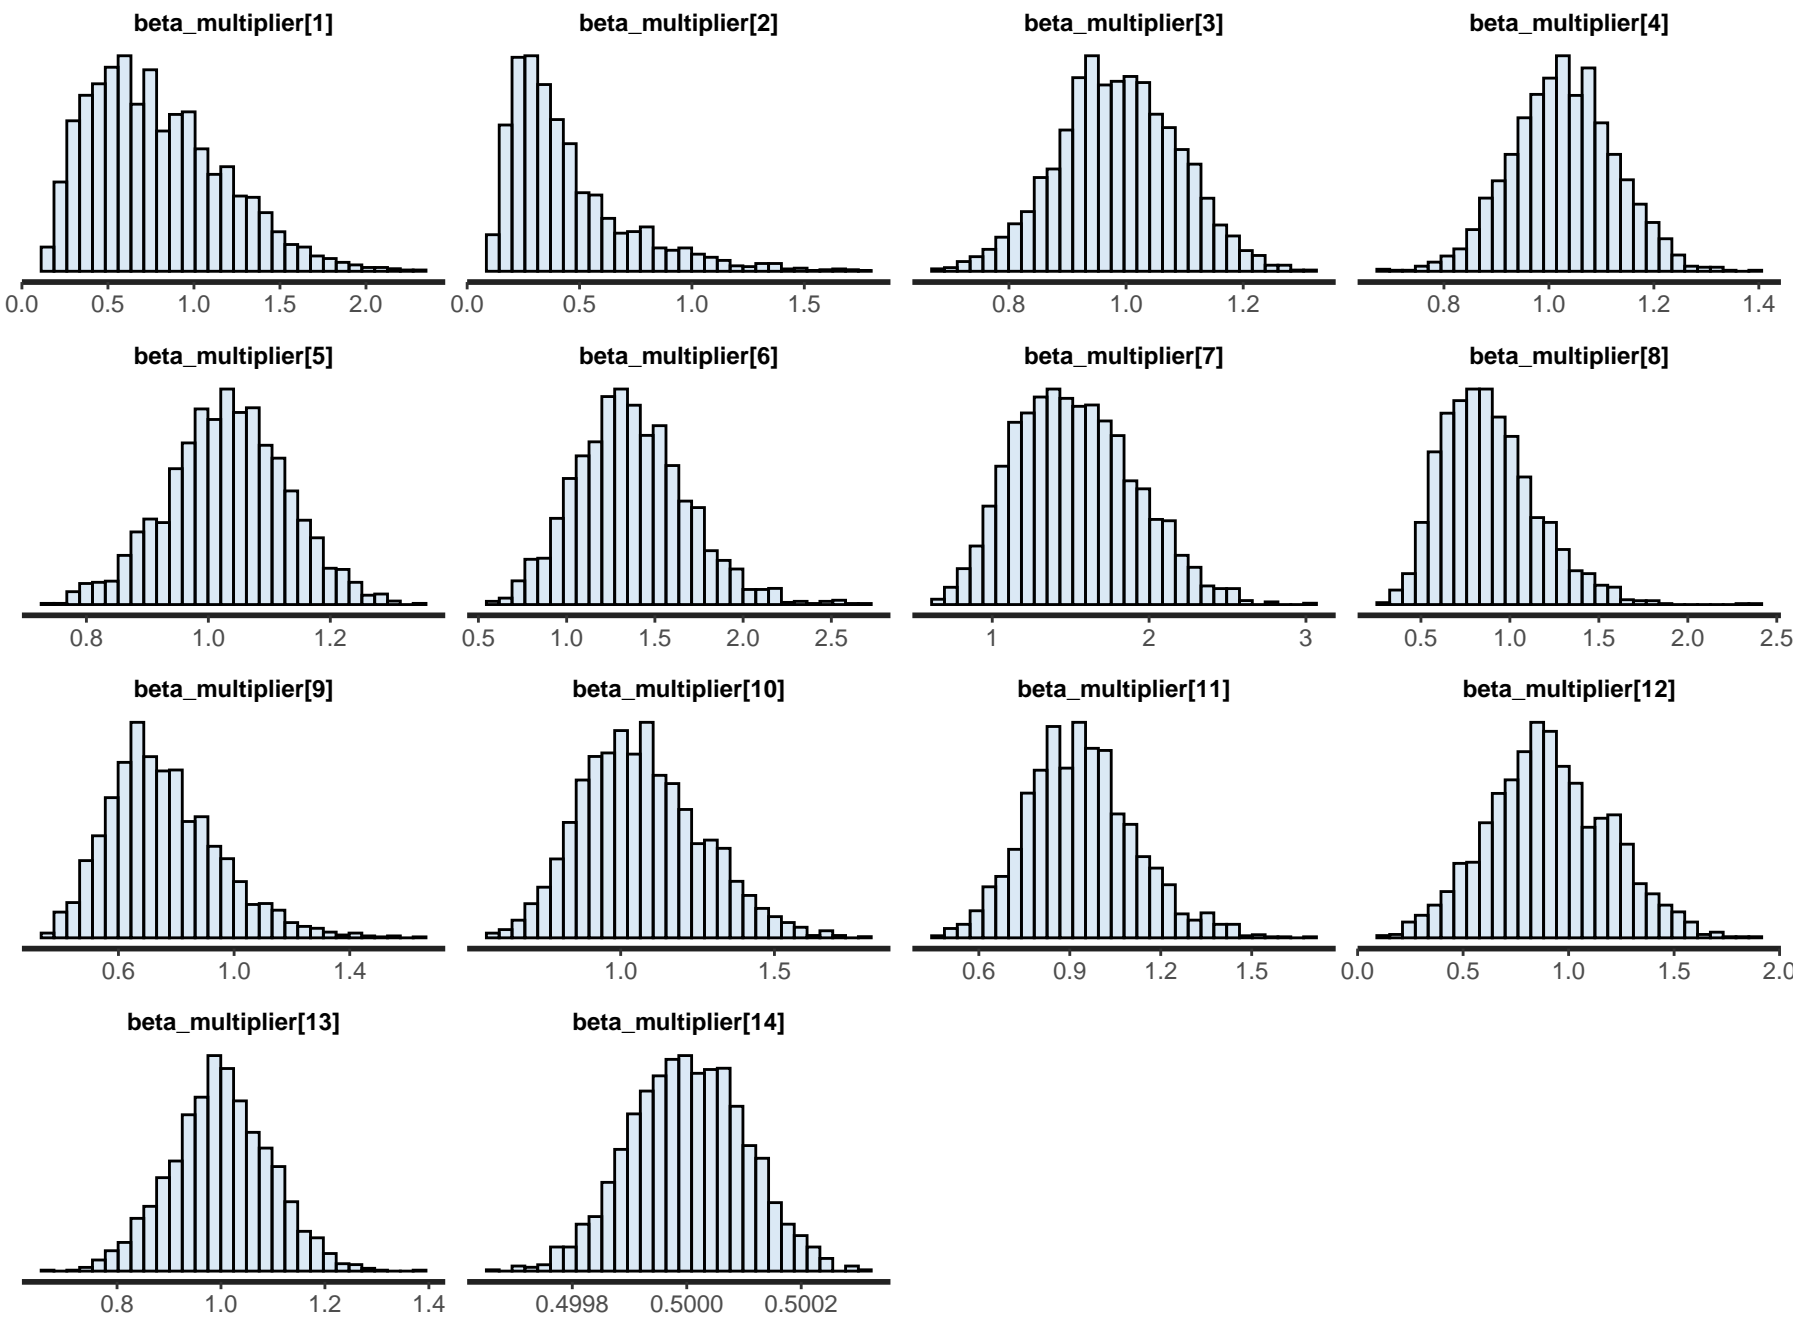 beta_multiplier[1] beta_multiplier[2] beta_multiplier[3] beta_multiplier[4]
0.0 0.5 1.0 1.5 2.0 0.0 0.5 1.0 1.5 0.8 1.0 1.2 0.8 1.0 1.2 1.4
beta_multiplier[5] beta_multiplier[6] beta_multiplier[7] beta_multiplier[8]
0.8 1.0 1.2 0.5 1.0 1.5 2.0 2.5 1 2 3 0.5 1.0 1.5 2.0 2.5
beta_multiplier[9] beta_multiplier[10] beta_multiplier[11] beta_multiplier[12]
0.6 1.0 1.4 1.0 1.5 0.6 0.9 1.2 1.5 0.0 0.5 1.0 1.5 2.0
beta_multiplier[13] beta_multiplier[14]
0.8 1.0 1.2 1.4 0.4998 0.5000 0.5002